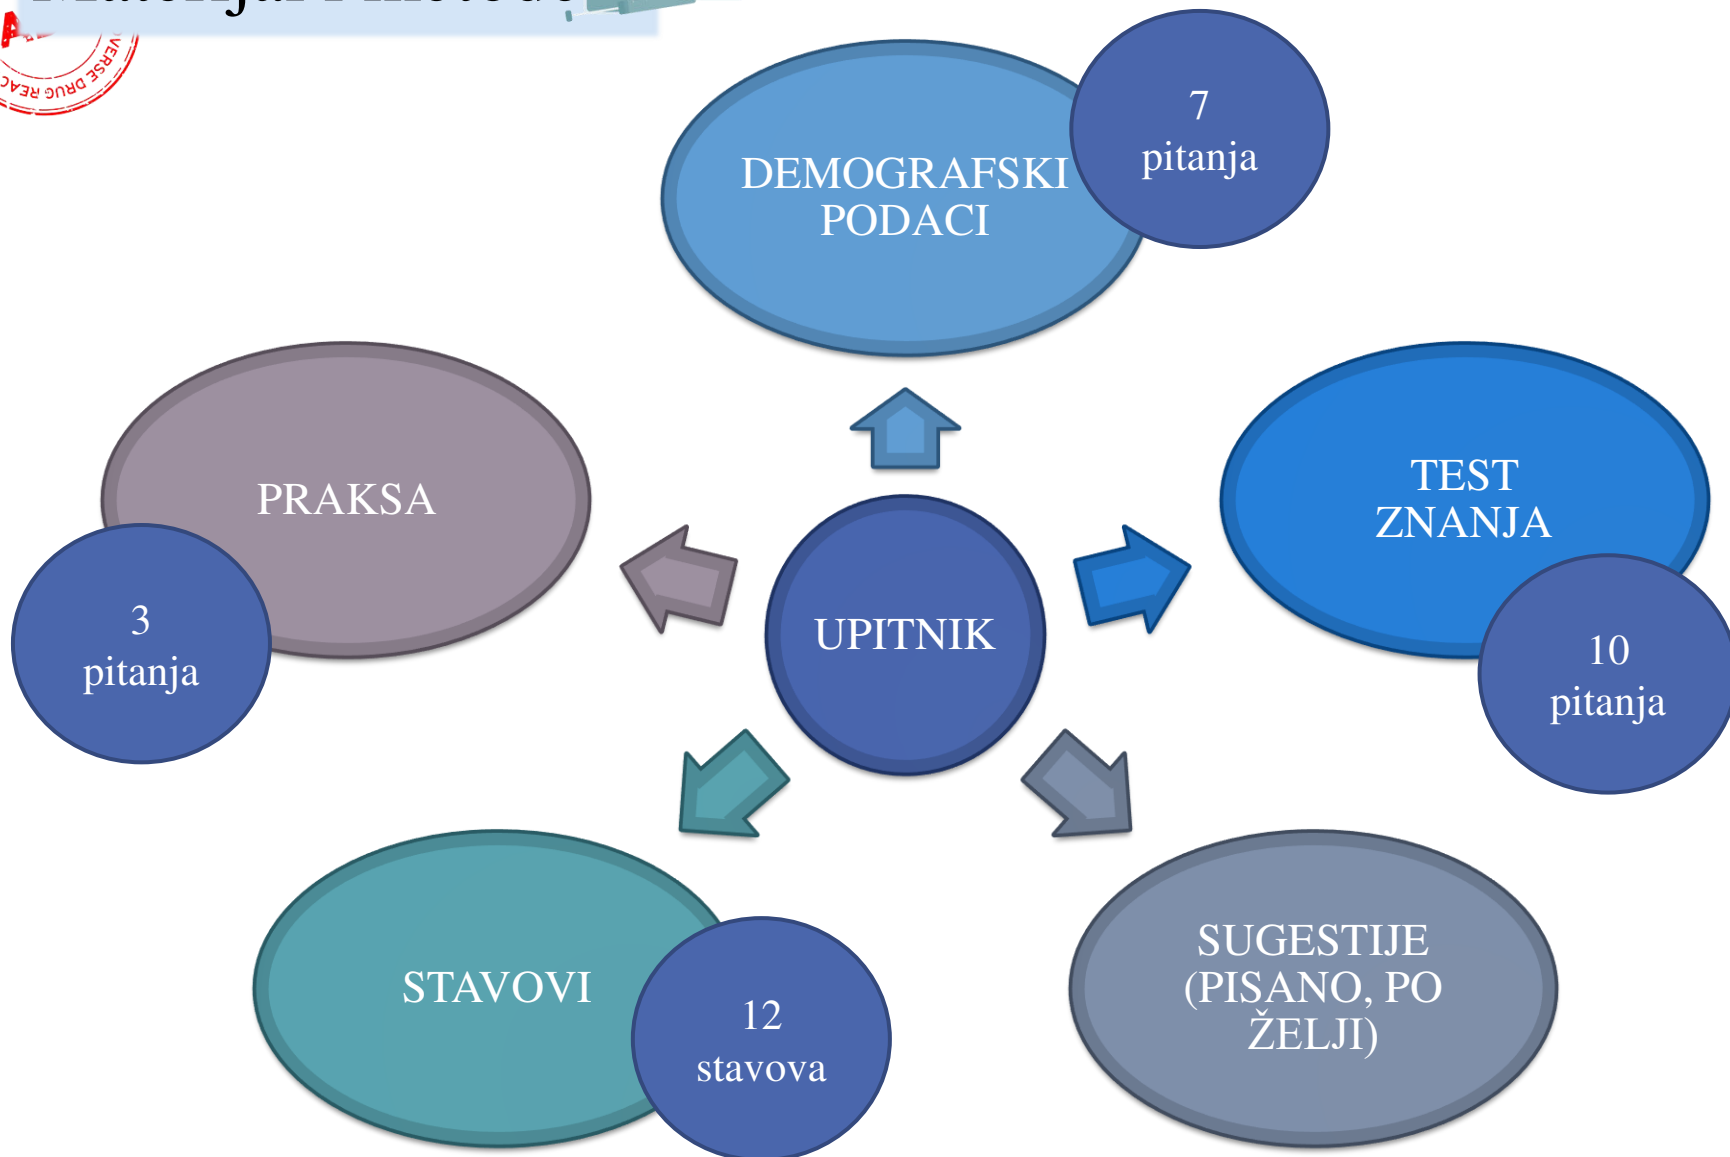 DEMOGRAFSKI
PODACI
7
pitanja
TEST
ZNANJA
10
pitanja
SUGESTIJE
(PISANO, PO
ŽELJI)
STAVOVI
12
stavova
PRAKSA
3
pitanja
UPITNIK
DRUG